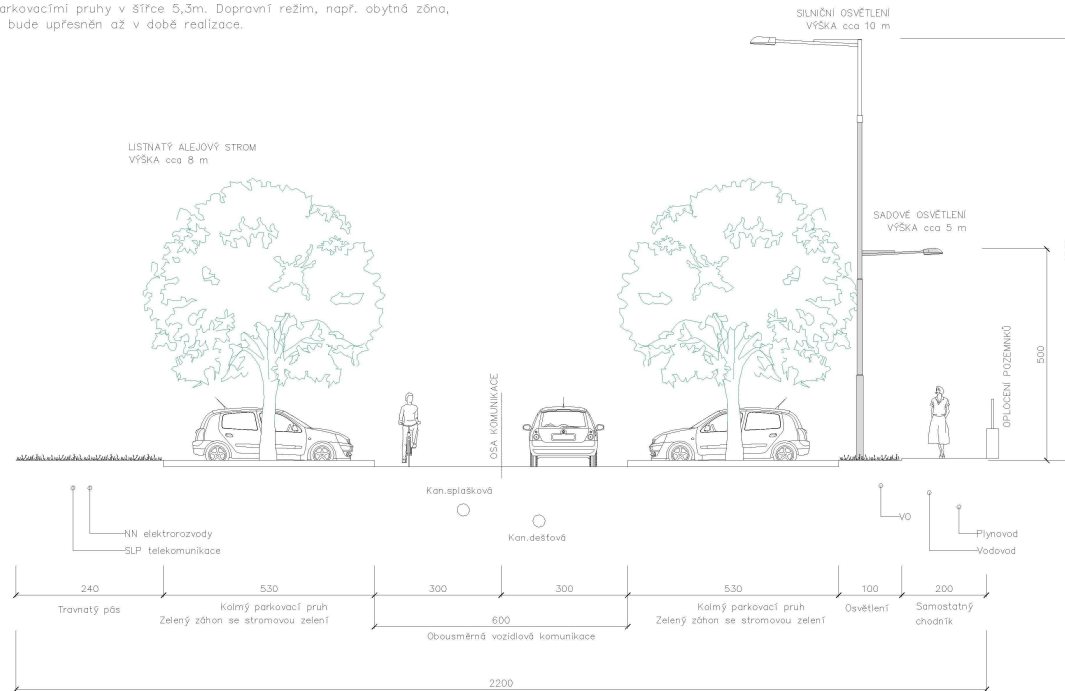 arkovacími pruhy v šířce 5,3m. Dopravní režim, např. obytná zóna,
bude upřesněn až v době realizace.
SILNIČNÍ OSVĚTLENÍ
VÝŠKA cca 10 m
LISTNATÝ ALEJOVÝ STROM
VÝŠKA cca 8 m
SADOVÉ OSVĚTLENÍ
VÝŠKA cca 5 m
OSA KOMUNIKACE
OPLOCENÍ POZEMNKŮ
500
Kan.splašková
Kan.dešťová
NN elektrorozvody
SLP telekomunikace
VO
Plynovod
Vodovod
240
530
300
300
530
100
200
Travnatý pás
Kolmý parkovací pruh
Zelený záhon se stromovou zelení
Kolmý parkovací pruh
Zelený záhon se stromovou zelení
Osvětlení
Samostatný
chodník
600
Obousměrná vozidlová komunikace
2200